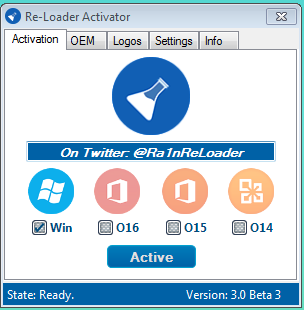 Re-Loader Activator
Activation OEM Logos Settings Info
On Twitter: @Ra1nReLoader
Win O16 O15 O14
Active
State: Ready. Version: 3.0 Beta 3